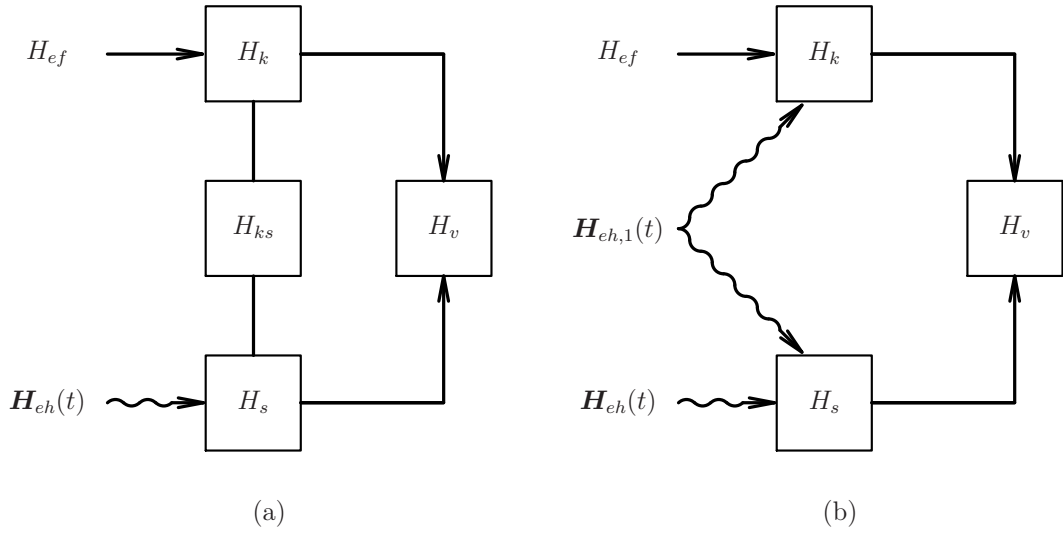 H_{ef}
H_k
H_{ks}
H_v
H_{eh}(t)
H_s
(a)
H_{ef}
H_k
H_{eh,1}(t)
H_v
H_{eh}(t)
H_s
(b)